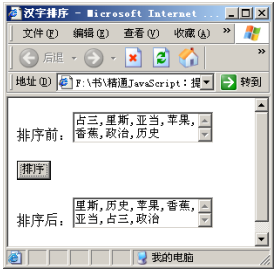 汉字排序 - Microsoft Internet ...
文件(F) 编辑(E) 查看(V) 收藏(A) »
后退 »
地址(D) F:\书\精通JavaScript：提 转到
排序前：
占三,里斯,亚当,苹果,
香蕉,政治,历史
排序
排序后：
里斯,历史,苹果,香蕉,
亚当,占三,政治
我的电脑